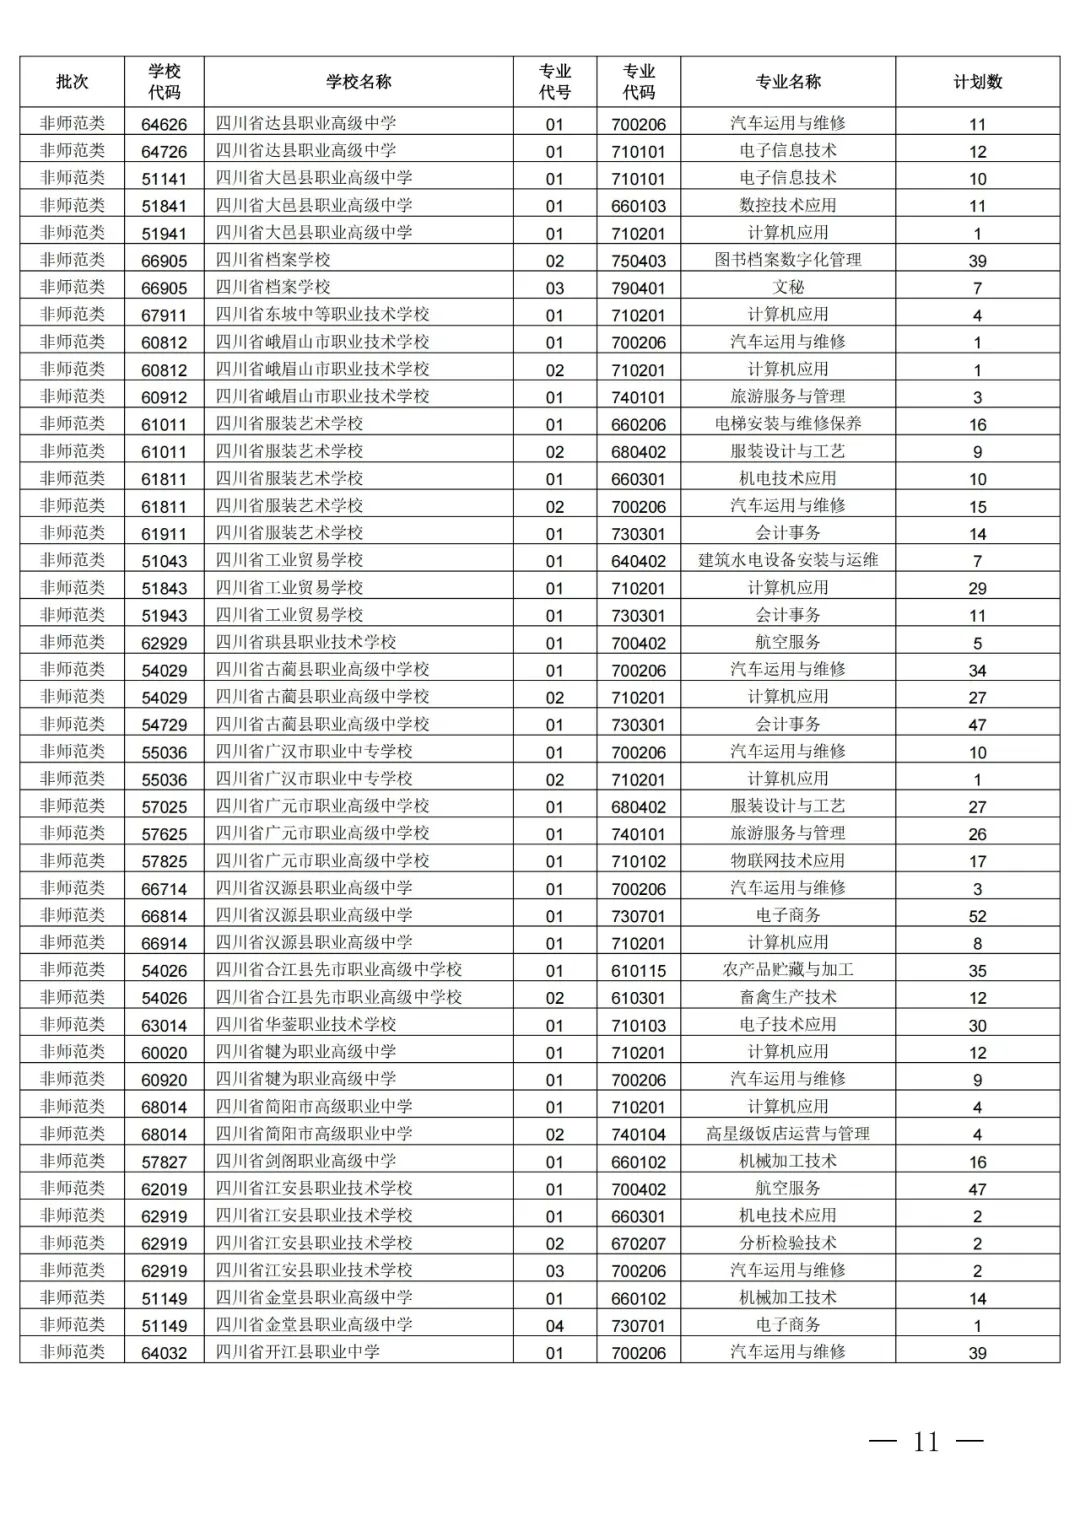 批次 学校代码 学校名称 专业代号 专业代码 专业名称 计划数
非师范类 64626 四川省达县职业高级中学 01 700206 汽车运用与维修 11
非师范类 64726 四川省达县职业高级中学 01 710101 电子信息技术 12
非师范类 51141 四川省大邑县职业高级中学 01 710101 电子信息技术 10
非师范类 51841 四川省大邑县职业高级中学 01 660103 数控技术应用 11
非师范类 51941 四川省大邑县职业高级中学 01 710201 计算机应用 1
非师范类 66905 四川省档案学校 02 750403 图书档案数字化管理 39
非师范类 66905 四川省档案学校 03 790401 文秘 7
非师范类 67911 四川省东坡中等职业技术学校 01 710201 计算机应用 4
非师范类 60812 四川省峨眉山市职业技术学校 01 700206 汽车运用与维修 1
非师范类 60812 四川省峨眉山市职业技术学校 02 710201 计算机应用 1
非师范类 60912 四川省峨眉山市职业技术学校 01 740101 旅游服务与管理 3
非师范类 61011 四川省服装艺术学校 01 660206 电梯安装与维修保养 16
非师范类 61011 四川省服装艺术学校 02 680402 服装设计与工艺 9
非师范类 61811 四川省服装艺术学校 01 660301 机电技术应用 10
非师范类 61811 四川省服装艺术学校 02 700206 汽车运用与维修 15
非师范类 61911 四川省服装艺术学校 01 730301 会计事务 14
非师范类 51043 四川省工业贸易学校 01 640402 建筑水电设备安装与运维 7
非师范类 51843 四川省工业贸易学校 01 710201 计算机应用 29
非师范类 51943 四川省工业贸易学校 01 730301 会计事务 11
非师范类 62929 四川省珙县职业技术学校 01 700402 航空服务 5
非师范类 54029 四川省古蔺县职业高级中学校 01 700206 汽车运用与维修 34
非师范类 54029 四川省古蔺县职业高级中学校 02 710201 计算机应用 27
非师范类 54729 四川省古蔺县职业高级中学校 01 730301 会计事务 47
非师范类 55036 四川省广汉市职业中专学校 01 700206 汽车运用与维修 10
非师范类 55036 四川省广汉市职业中专学校 02 710201 计算机应用 1
非师范类 57025 四川省广元市职业高级中学校 01 680402 服装设计与工艺 27
非师范类 57625 四川省广元市职业高级中学校 01 740101 旅游服务与管理 26
非师范类 57825 四川省广元市职业高级中学校 01 710102 物联网技术应用 17
非师范类 66714 四川省汉源县职业高级中学 01 700206 汽车运用与维修 3
非师范类 66814 四川省汉源县职业高级中学 01 730701 电子商务 52
非师范类 66914 四川省汉源县职业高级中学 01 710201 计算机应用 8
非师范类 54026 四川省合江县先市职业高级中学校 01 610115 农产品贮藏与加工 35
非师范类 54026 四川省合江县先市职业高级中学校 02 610301 畜禽生产技术 12
非师范类 63014 四川省华蓥职业技术学校 01 710103 电子技术应用 30
非师范类 60020 四川省犍为职业高级中学 01 710201 计算机应用 12
非师范类 60920 四川省犍为职业高级中学 01 700206 汽车运用与维修 9
非师范类 68014 四川省简阳市高级职业中学 01 710201 计算机应用 4
非师范类 68014 四川省简阳市高级职业中学 02 740104 高星级饭店运营与管理 4
非师范类 57827 四川省剑阁职业高级中学 01 660102 机械加工技术 16
非师范类 62019 四川省江安县职业技术学校 01 700402 航空服务 47
非师范类 62919 四川省江安县职业技术学校 01 660301 机电技术应用 2
非师范类 62919 四川省江安县职业技术学校 02 670207 分析检验技术 2
非师范类 62919 四川省江安县职业技术学校 03 700206 汽车运用与维修 2
非师范类 51149 四川省金堂县职业高级中学 01 660102 机械加工技术 14
非师范类 51149 四川省金堂县职业高级中学 04 730701 电子商务 1
非师范类 64032 四川省开江县职业中学 01 700206 汽车运用与维修 39
— 11 —